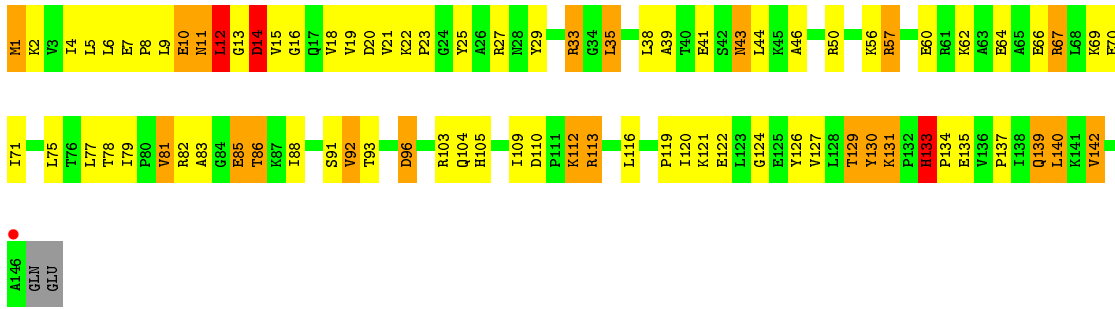 M1 K2 V3 I4 L5 L6 E7 P8 L9 E10 N11 L12 G13 D14 V15 G16 Q17 V18 V19 D20 V21 K22 P23 G24 Y25 A26 R27 N28 Y29 R33 G34 L35 L38 A39 T40 E41 S42 N43 L44 K45 A46 R50 K56 R57 E60 R61 K62 A63 E64 A65 E66 R67 L68 K69 E70
I71 L75 T76 L77 T78 I79 P80 V81 R82 A83 G84 E85 T86 K87 I88 S91 V92 T93 D96 R103 Q104 H105 I109 D110 P111 K112 R113 L116 P119 I120 K121 E122 L123 G124 E125 Y126 V127 L128 T129 Y130 K131 P132 H133 P134 E135 V136 P137 I138 Q139 L140 K141 V142
A146 GLN GLU